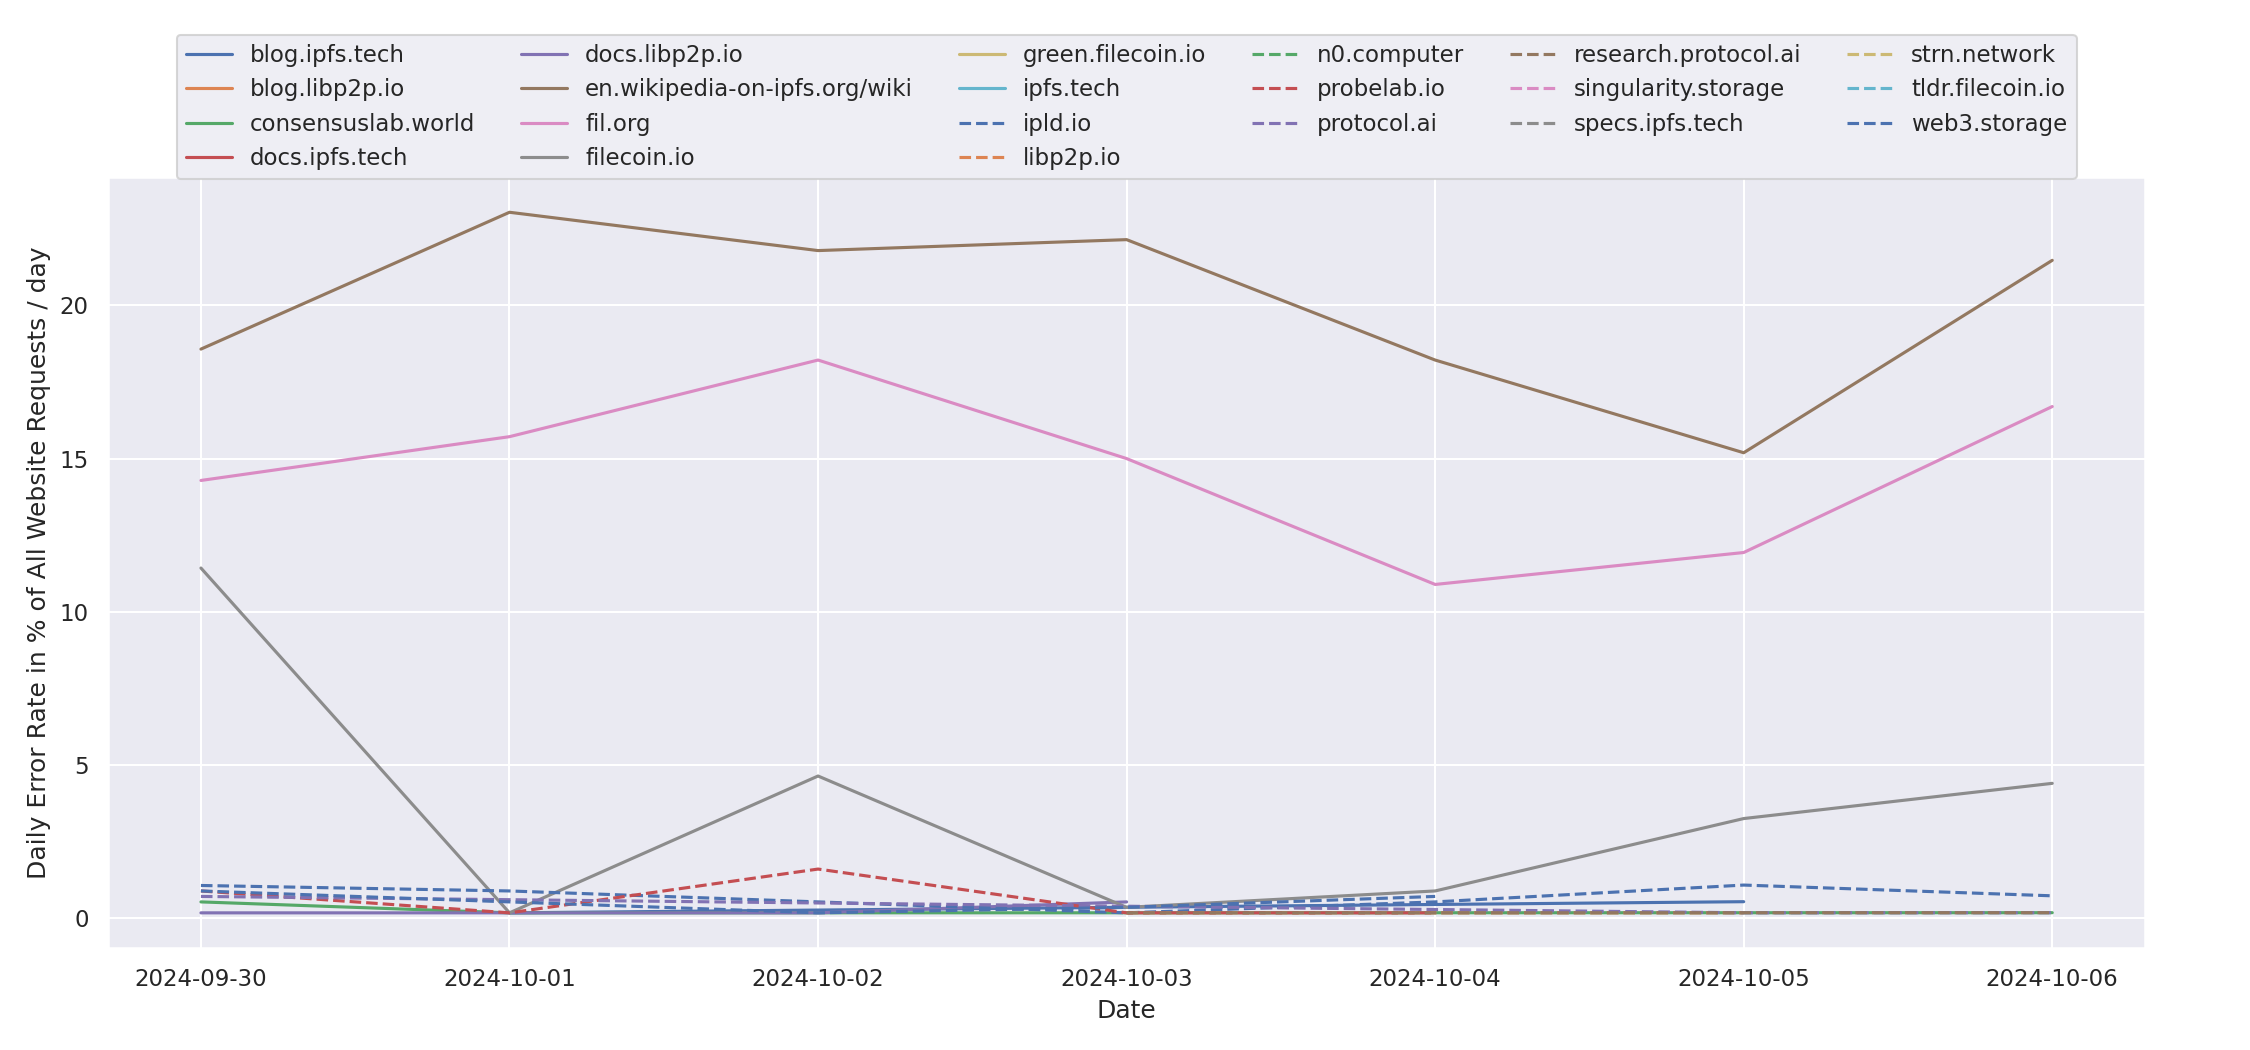 blog.ipfs.tech
blog.libp2p.io
consensuslab.world
docs.ipfs.tech
docs.libp2p.io
en.wikipedia-on-ipfs.org/wiki
fil.org
filecoin.io
green.filecoin.io
ipfs.tech
ipld.io
libp2p.io
n0.computer
probelab.io
protocol.ai
research.protocol.ai
singularity.storage
specs.ipfs.tech
strn.network
tldr.filecoin.io
web3.storage
Daily Error Rate in % of All Website Requests / day
20
15
10
5
0
2024-09-30
2024-10-01
2024-10-02
2024-10-03
2024-10-04
2024-10-05
2024-10-06
Date